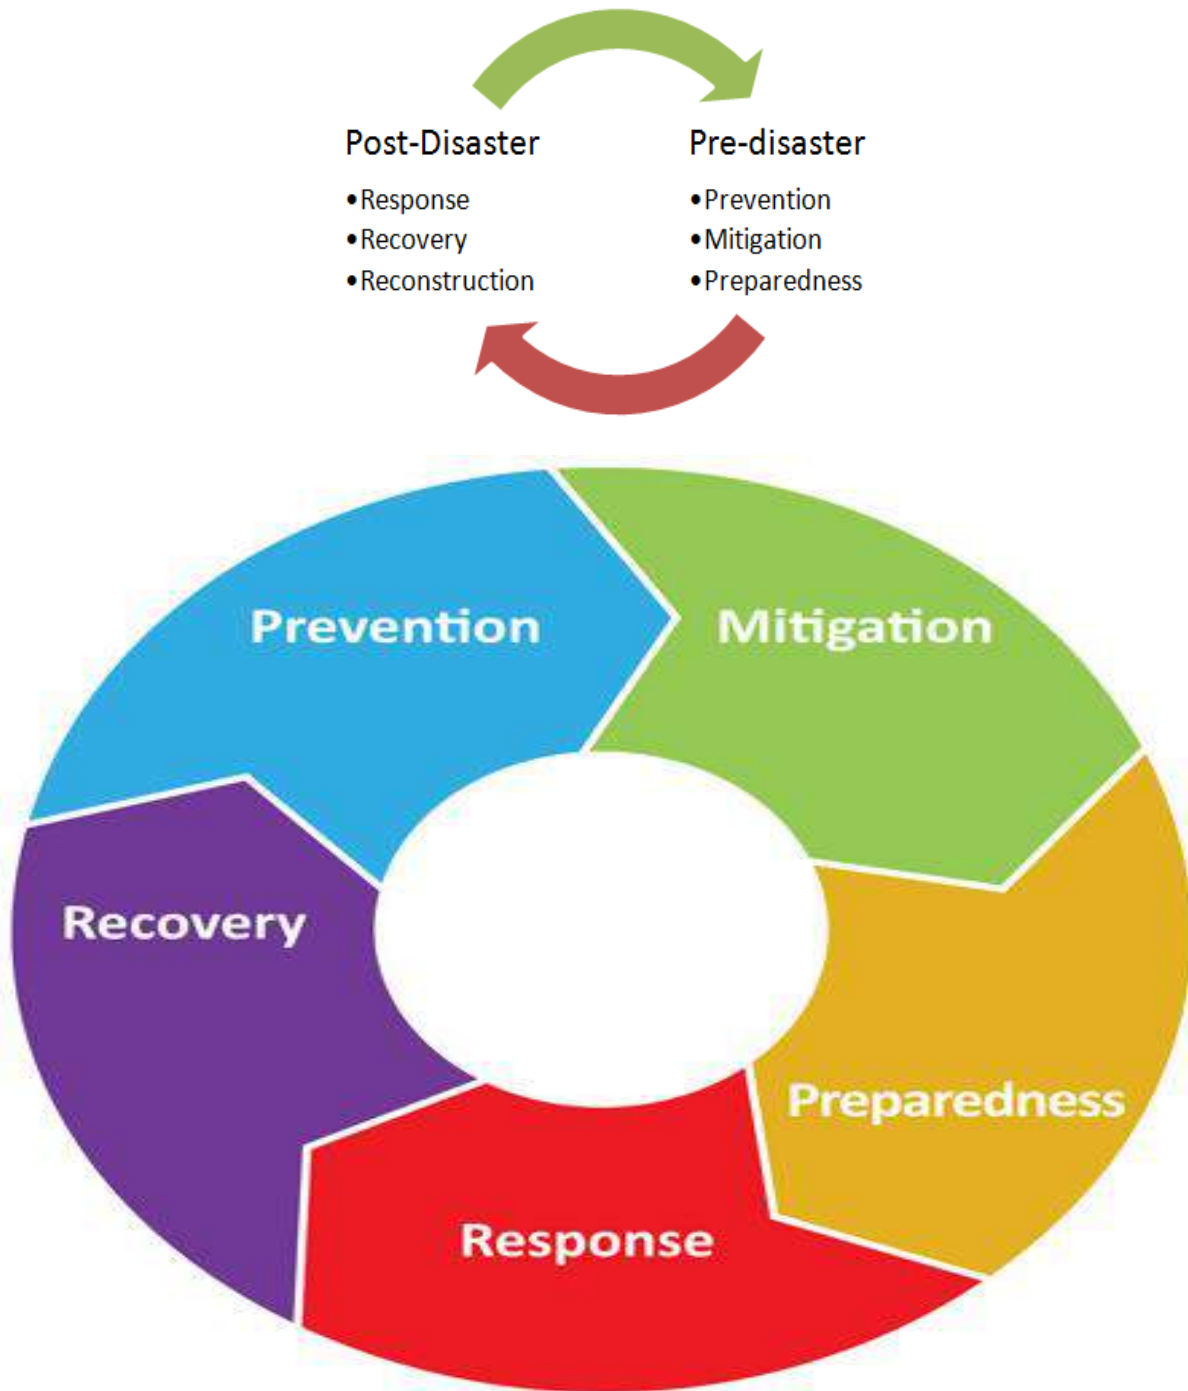 Post-Disaster
•Response
•Recovery
•Reconstruction
Pre-disaster
•Prevention
•Mitigation
•Preparedness
Prevention
Mitigation
Recovery
Preparedness
Response